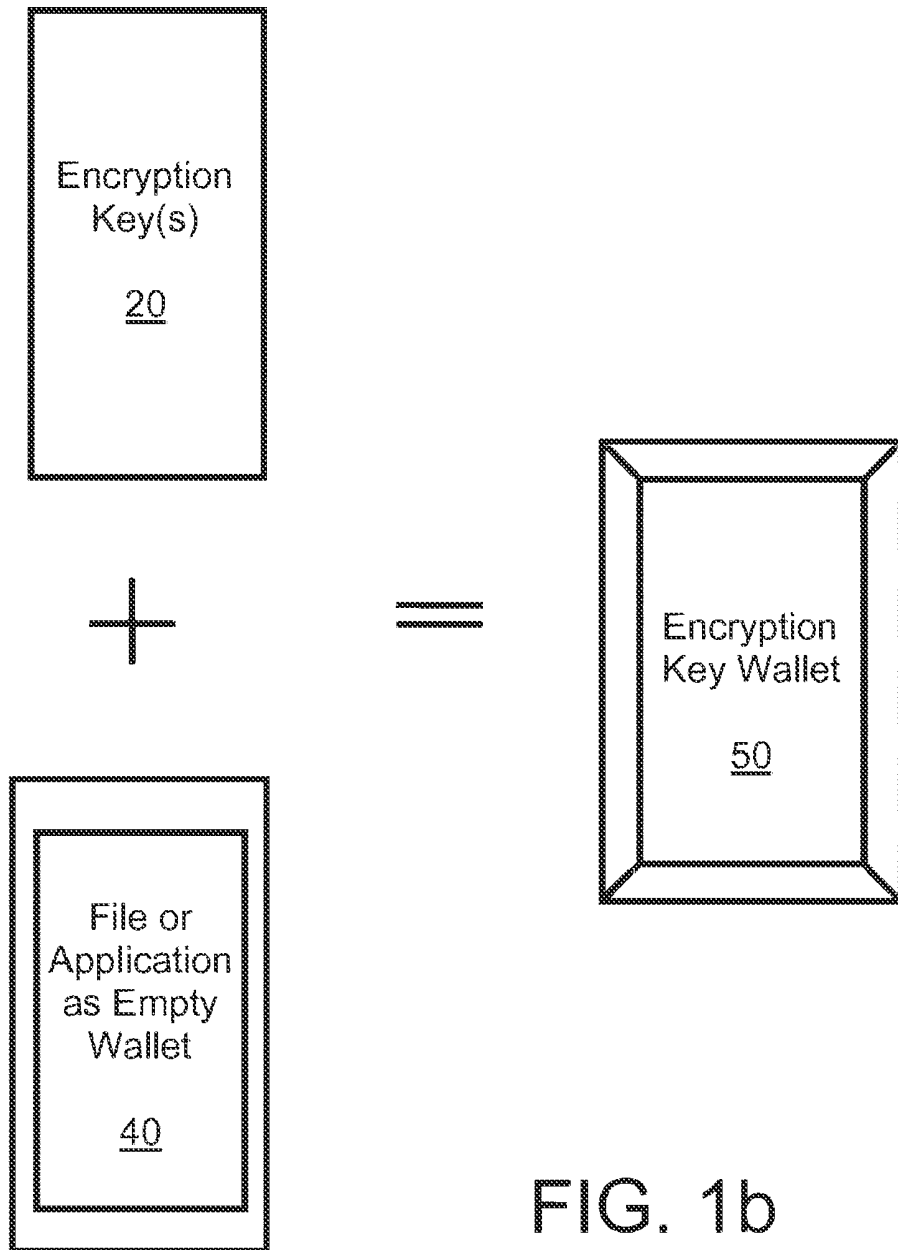 Encryption
Key(s)
20
+
=
Encryption
Key Wallet
50
File or
Application
as Empty
Wallet
40
FIG. 1b